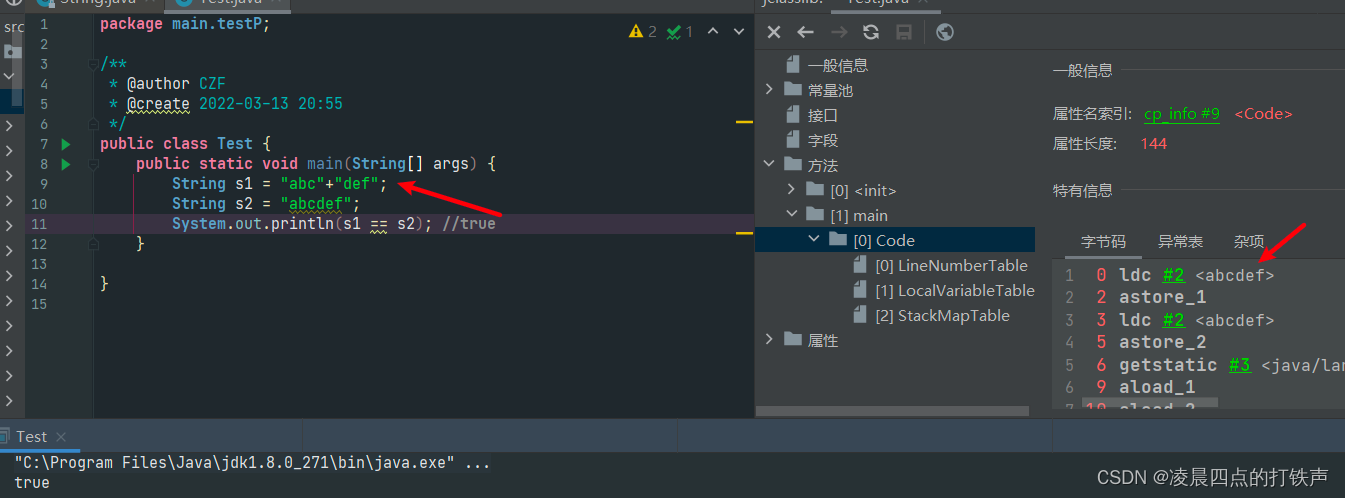 String.java
Test.java
jclasslib:
Test.java
src
2 1
1 package main.testP;
2
3 /**
4 * @author CZF
5 * @create 2022-03-13 20:55
6 */
7 public class Test {
8 public static void main(String[] args) {
9 String s1 = "abc"+"def";
10 String s2 = "abcdef";
11 System.out.println(s1 == s2); //true
12 }
13
14 }
15
一般信息
常量池
接口
字段
方法
[0] <init>
[1] main
[0] Code
[0] LineNumberTable
[1] LocalVariableTable
[2] StackMapTable
属性
一般信息
属性名索引: cp_info #9 <Code>
属性长度: 144
特有信息
字节码 异常表 杂项
1 0 ldc #2 <abcdef>
2 2 astore_1
3 3 ldc #2 <abcdef>
4 5 astore_2
5 6 getstatic #3 <java/lan
6 9 aload_1
7 10 aload_2
Test
"C:\Program Files\Java\jdk1.8.0_271\bin\java.exe" ...
true
CSDN @凌晨四点的打铁声